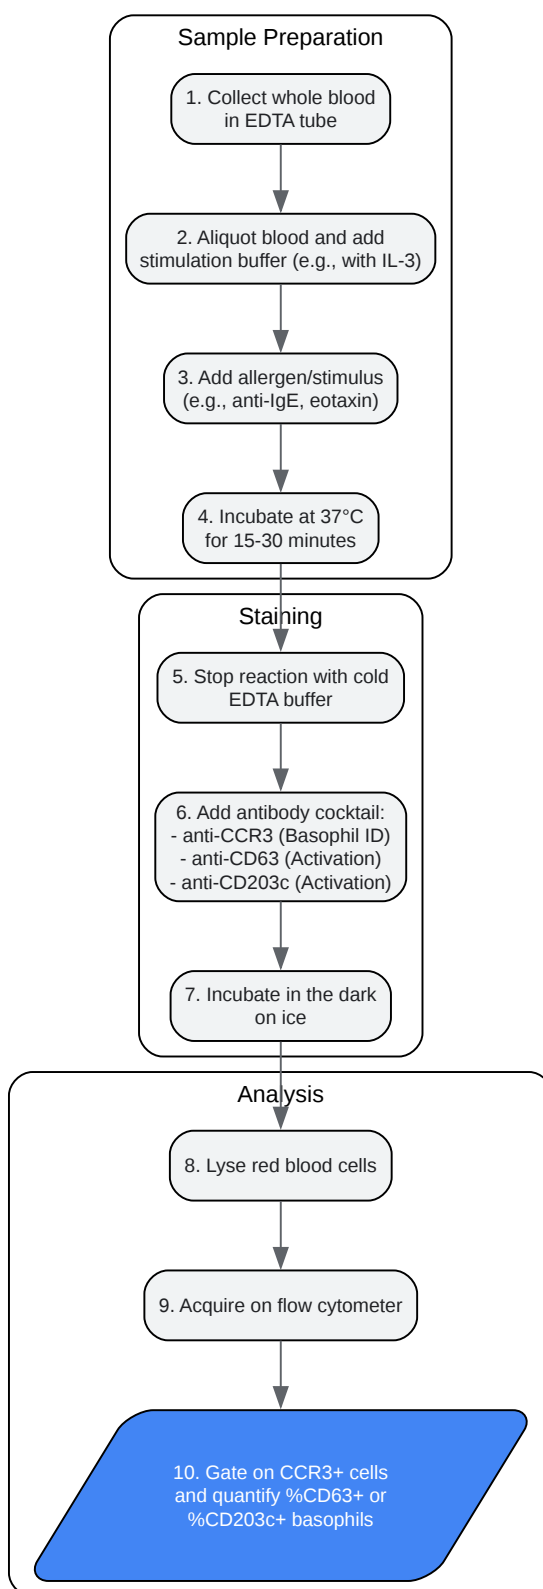 Sample Preparation
1. Collect whole blood
in EDTA tube
2. Aliquot blood and add
stimulation buffer (e.g., with IL-3)
3. Add allergen/stimulus
(e.g., anti-IgE, eotaxin)
4. Incubate at 37°C
for 15-30 minutes
Staining
5. Stop reaction with cold
EDTA buffer
6. Add antibody cocktail:
- anti-CCR3 (Basophil ID)
- anti-CD63 (Activation)
- anti-CD203c (Activation)
7. Incubate in the dark
on ice
Analysis
8. Lyse red blood cells
9. Acquire on flow cytometer
10. Gate on CCR3+ cells
and quantify %CD63+ or
%CD203c+ basophils